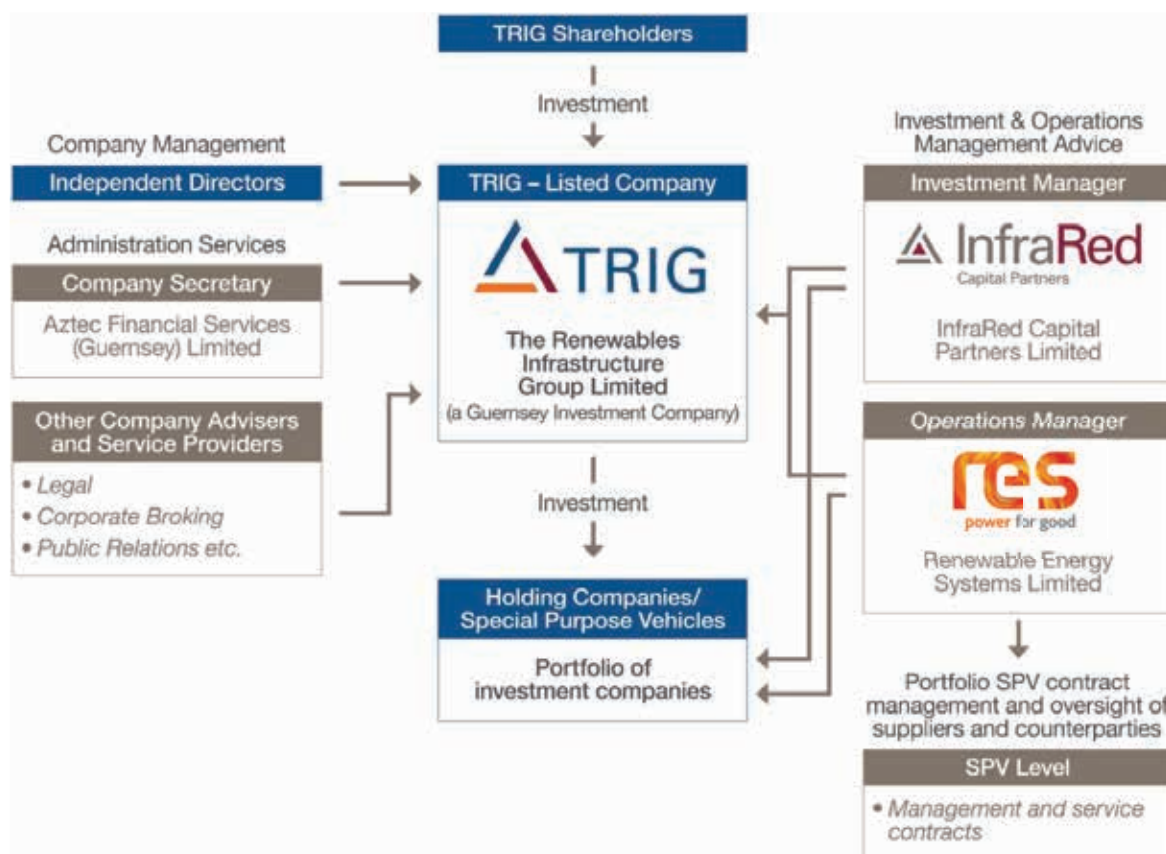 TRIG Shareholders
Investment
Company Management
Independent Directors
Administration Services
Company Secretary
Aztec Financial Services
(Guernsey) Limited
Other Company Advisers
and Service Providers
• Legal
• Corporate Broking
• Public Relations etc.
TRIG – Listed Company
TRIG
The Renewables
Infrastructure
Group Limited
(a Guernsey Investment Company)
Investment
Holding Companies/
Special Purpose Vehicles
Portfolio of
investment companies
Investment & Operations
Management Advice
Investment Manager
InfraRed
Capital Partners
InfraRed Capital
Partners Limited
Operations Manager
res
power for good
Renewable Energy
Systems Limited
Portfolio SPV contract
management and oversight of
suppliers and counterparties
SPV Level
• Management and service
contracts